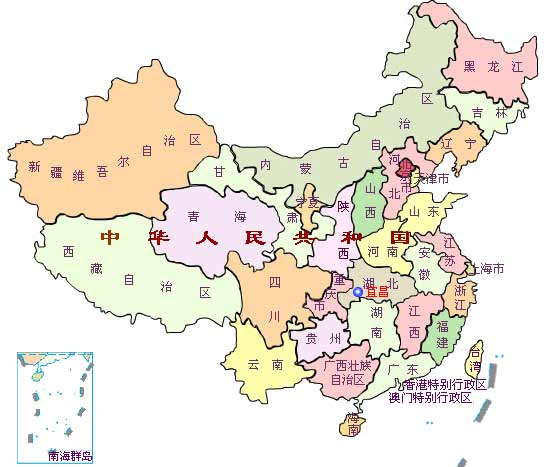 黑龙江
吉林
辽宁
内蒙古自治区
新疆维吾尔自治区
甘肃
宁夏
青海
陕西
山西
河北
北
京市
天津市
山东
中华人民共和国
西藏自治区
四川
重庆市
河南
湖北
宜昌
安徽
江苏
上海市
浙江
湖南
江西
福建
贵州
云南
广西壮族
自治区
广东
台湾
香港特别行政区
澳门特别行政区
海南
南海群岛